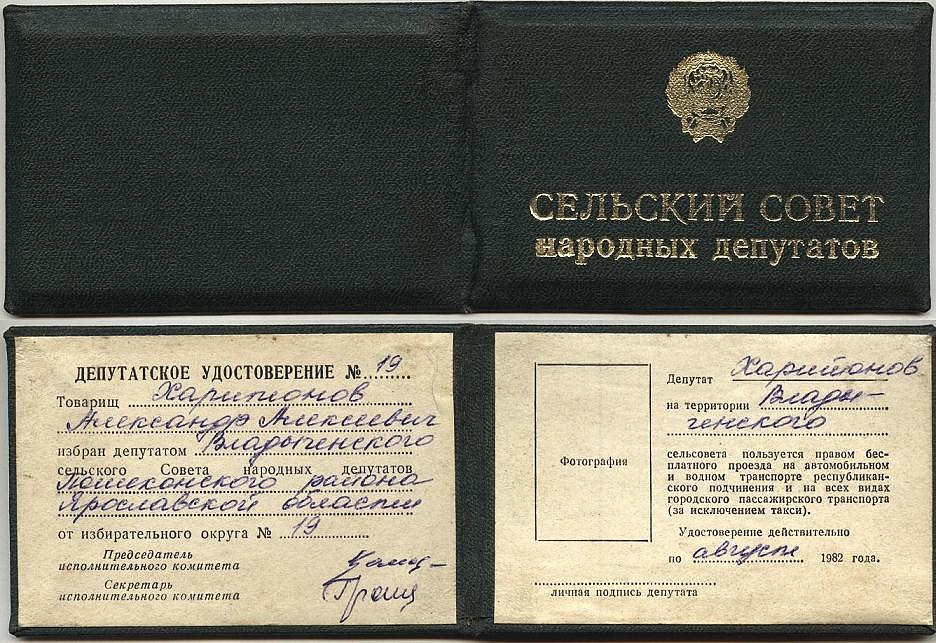 СЕЛЬСКИЙ СОВЕТ
народных депутатов
ДЕПУТАТСКОЕ УДОСТОВЕРЕНИЕ № 19
Товарищ Харитонов
Александр Алексеевич
избран депутатом Владыченского
сельского Совета народных депутатов
Пошехонского района
Ярославской области
от избирательного округа № 19
Председатель
исполнительного комитета
Секретарь
исполнительного комитета
Фотография
Депутат Харитонов
на территории Влады-
ченского
сельсовета пользуется правом бес-
платного проезда на автомобильном
и водном транспорте республикан-
ского подчинения и на всех видах
городского пассажирского транспорта
(за исключением такси).
Удостоверение действительно
по август 1982 года.
личная подпись депутата